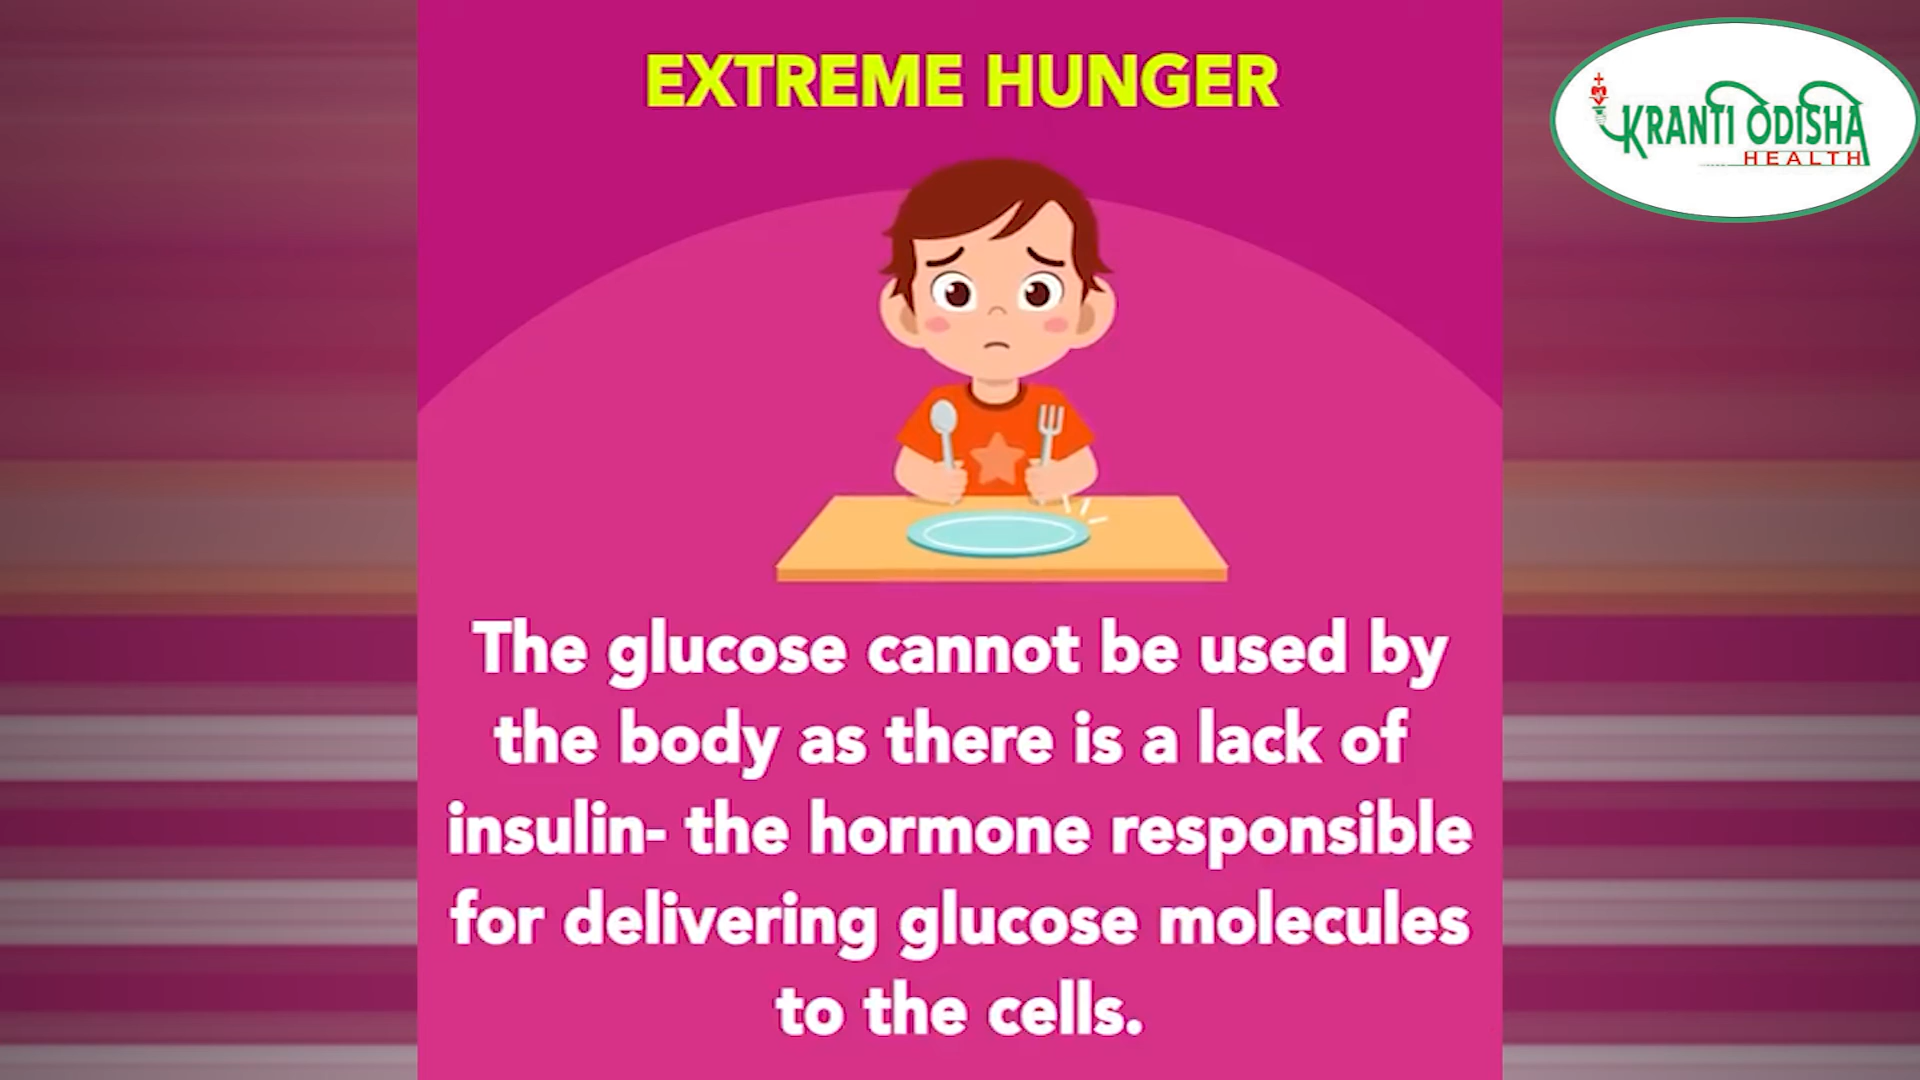 EXTREME HUNGER
KRANTI ODISHA
HEALTH
The glucose cannot be used by
the body as there is a lack of
insulin- the hormone responsible
for delivering glucose molecules
to the cells.